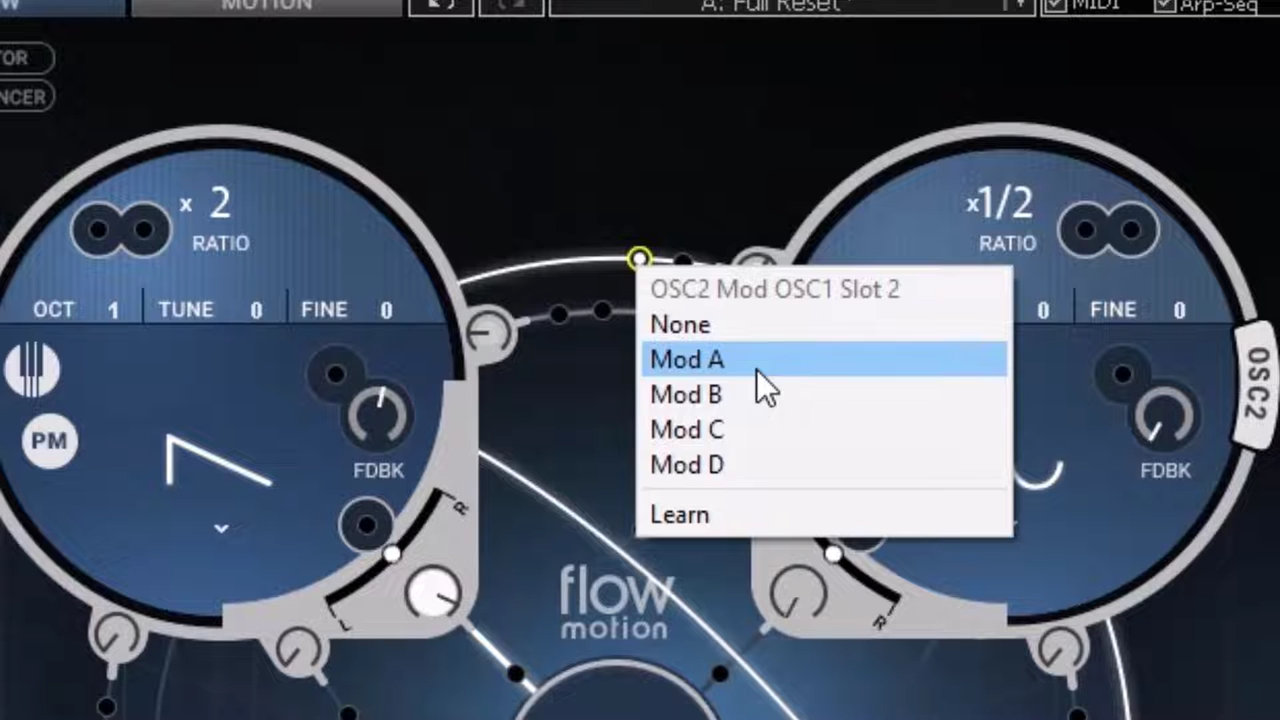 W
MOTION
A: Full Reset*
MIDI
Arp-Seq
TOR
NCER
x 2
RATIO
OCT 1 TUNE 0 FINE 0
PM
FDBK
R
L
x1/2
RATIO
0 FINE 0
OSC2
FDBK
R
OSC2 Mod OSC1 Slot 2
None
Mod A
Mod B
Mod C
Mod D
Learn
flow
motion